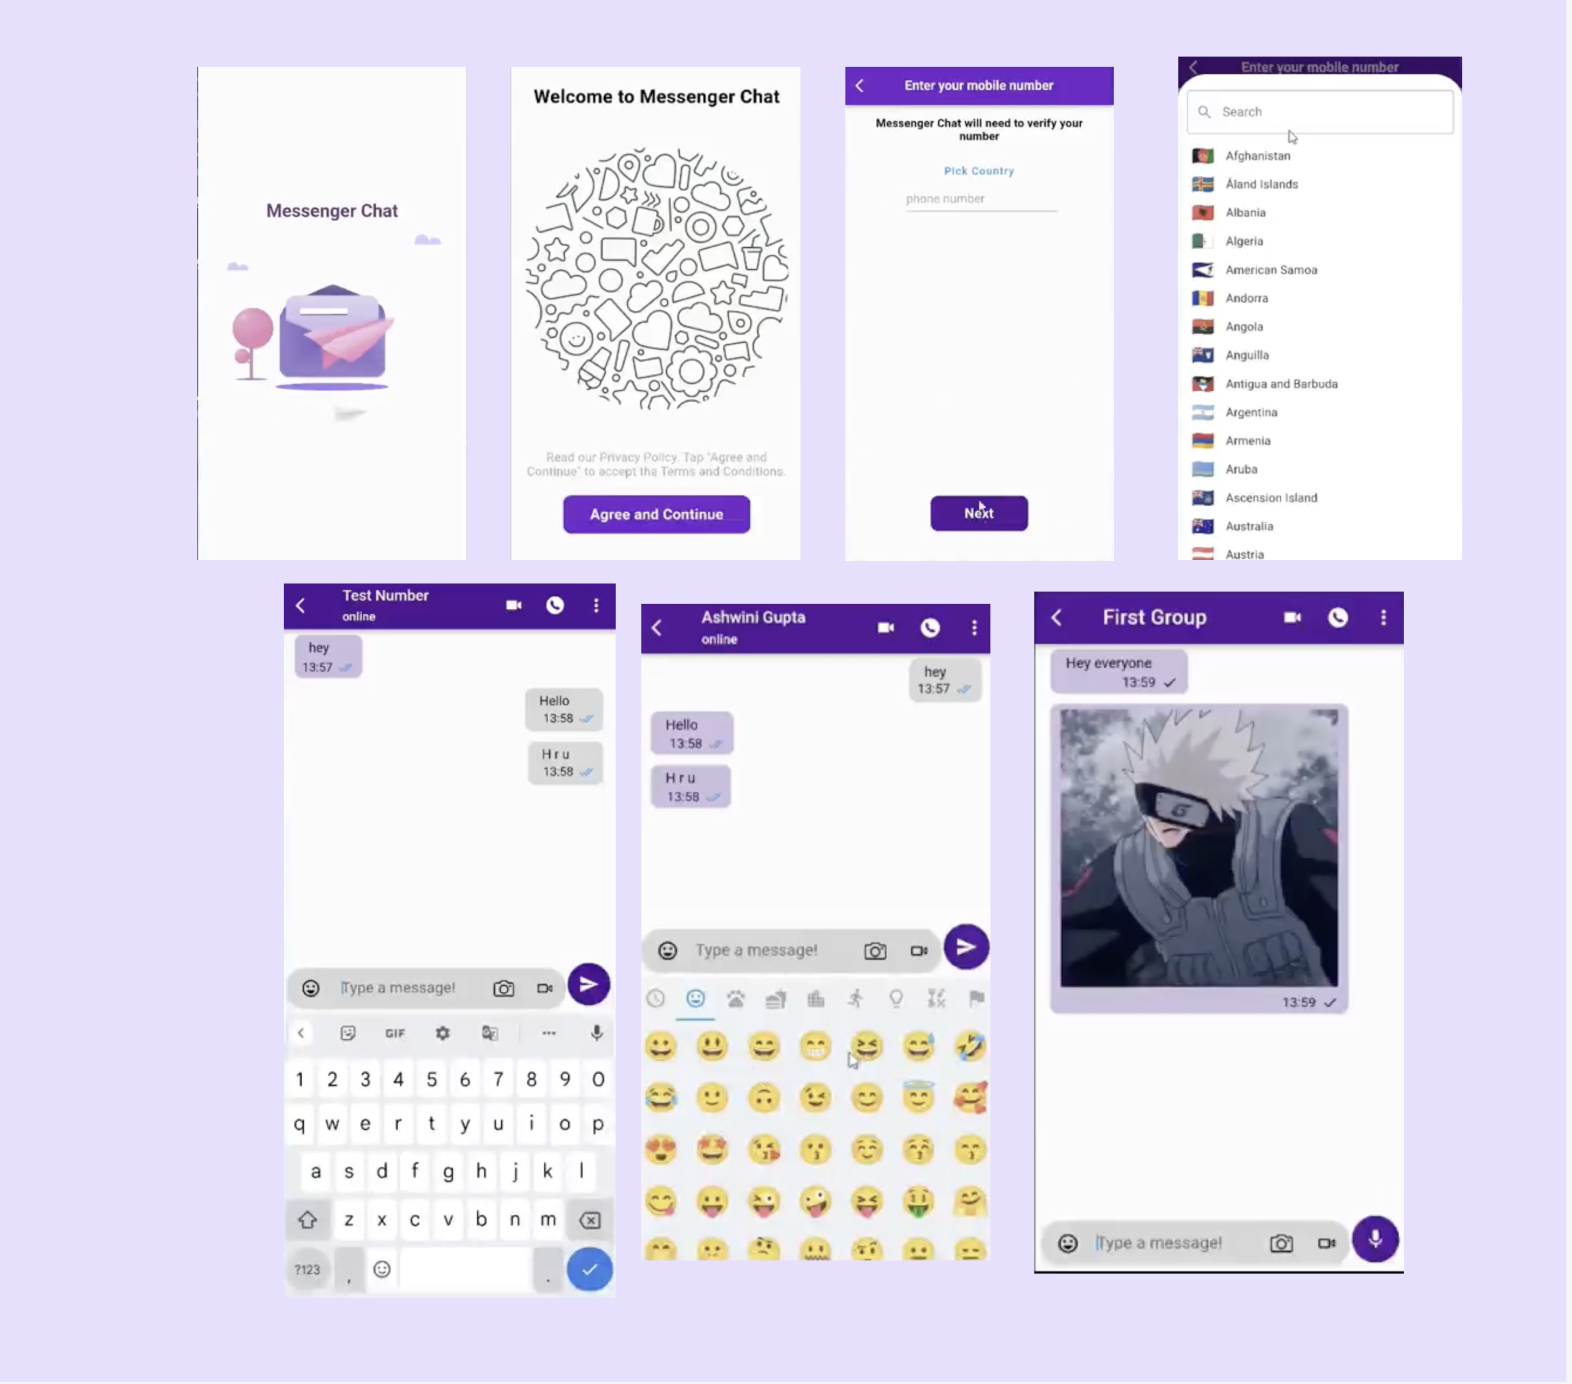 Messenger Chat
Welcome to Messenger Chat
Read our Privacy Policy. Tap "Agree and
Continue" to accept the Terms and Conditions.
Agree and Continue
Enter your mobile number
Messenger Chat will need to verify your
number
Pick Country
phone number
Next
Enter your mobile number
Search
Afghanistan
Åland Islands
Albania
Algeria
American Samoa
Andorra
Angola
Anguilla
Antigua and Barbuda
Argentina
Armenia
Aruba
Ascension Island
Australia
Austria
Test Number
online
hey
13:57
Hello
13:58
H r u
13:58
Type a message!
GIF
1 2 3 4 5 6 7 8 9 0
q w e r t y u i o p
a s d f g h j k l
z x c v b n m
?123 , .
Ashwini Gupta
online
hey
13:57
Hello
13:58
H r u
13:58
Type a message!
First Group
Hey everyone
13:59
13:59
Type a message!